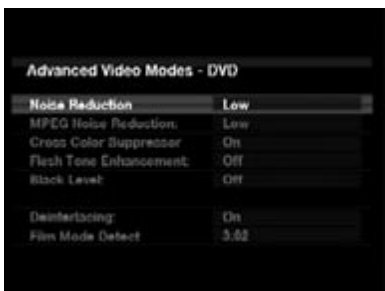 Advanced Video Modes - DVD
Noise Reduction Low
MPEG Noise Reduction: Low
Cross Color Suppressor On
Flesh Tone Enhancement: Off
Black Level: Off
Deinterlacing: On
Film Mode Detect 3:02